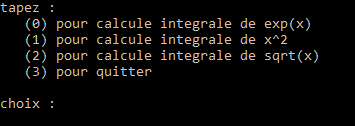 tapez :
(0) pour calcule integrale de exp(x)
(1) pour calcule integrale de x^2
(2) pour calcule integrale de sqrt(x)
(3) pour quitter
choix :